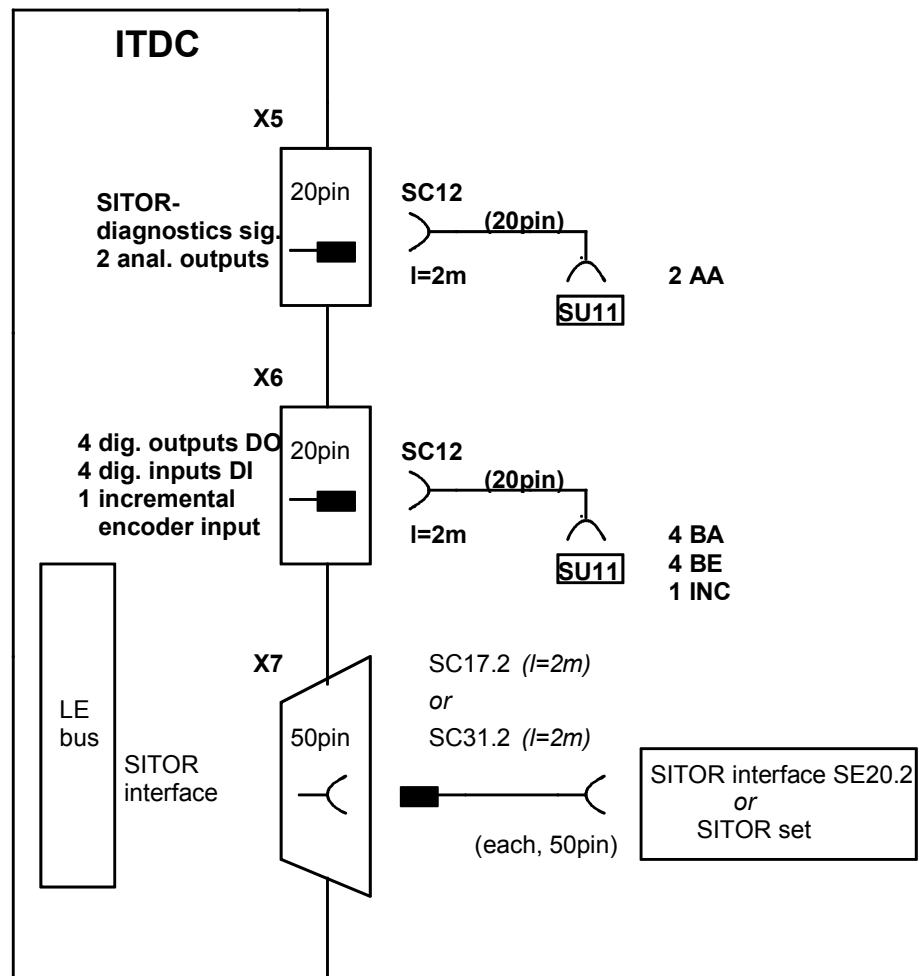 ITDC
X5
20pin
SITOR-
diagnostics sig.
2 anal. outputs
SC12
(20pin)
l=2m
SU11
2 AA
X6
20pin
4 dig. outputs DO
4 dig. inputs DI
1 incremental
encoder input
SC12
(20pin)
l=2m
SU11
4 BA
4 BE
1 INC
X7
50pin
LE
bus
SITOR
interface
SC17.2 (l=2m)
or
SC31.2 (l=2m)
(each, 50pin)
SITOR interface SE20.2
or
SITOR set